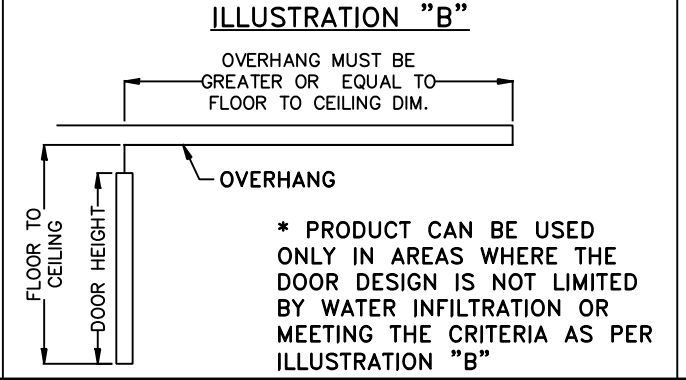 ILLUSTRATION "B"
OVERHANG MUST BE
GREATER OR EQUAL TO
FLOOR TO CEILING DIM.
OVERHANG
FLOOR TO
CEILING
DOOR HEIGHT
* PRODUCT CAN BE USED
ONLY IN AREAS WHERE THE
DOOR DESIGN IS NOT LIMITED
BY WATER INFILTRATION OR
MEETING THE CRITERIA AS PER
ILLUSTRATION "B"